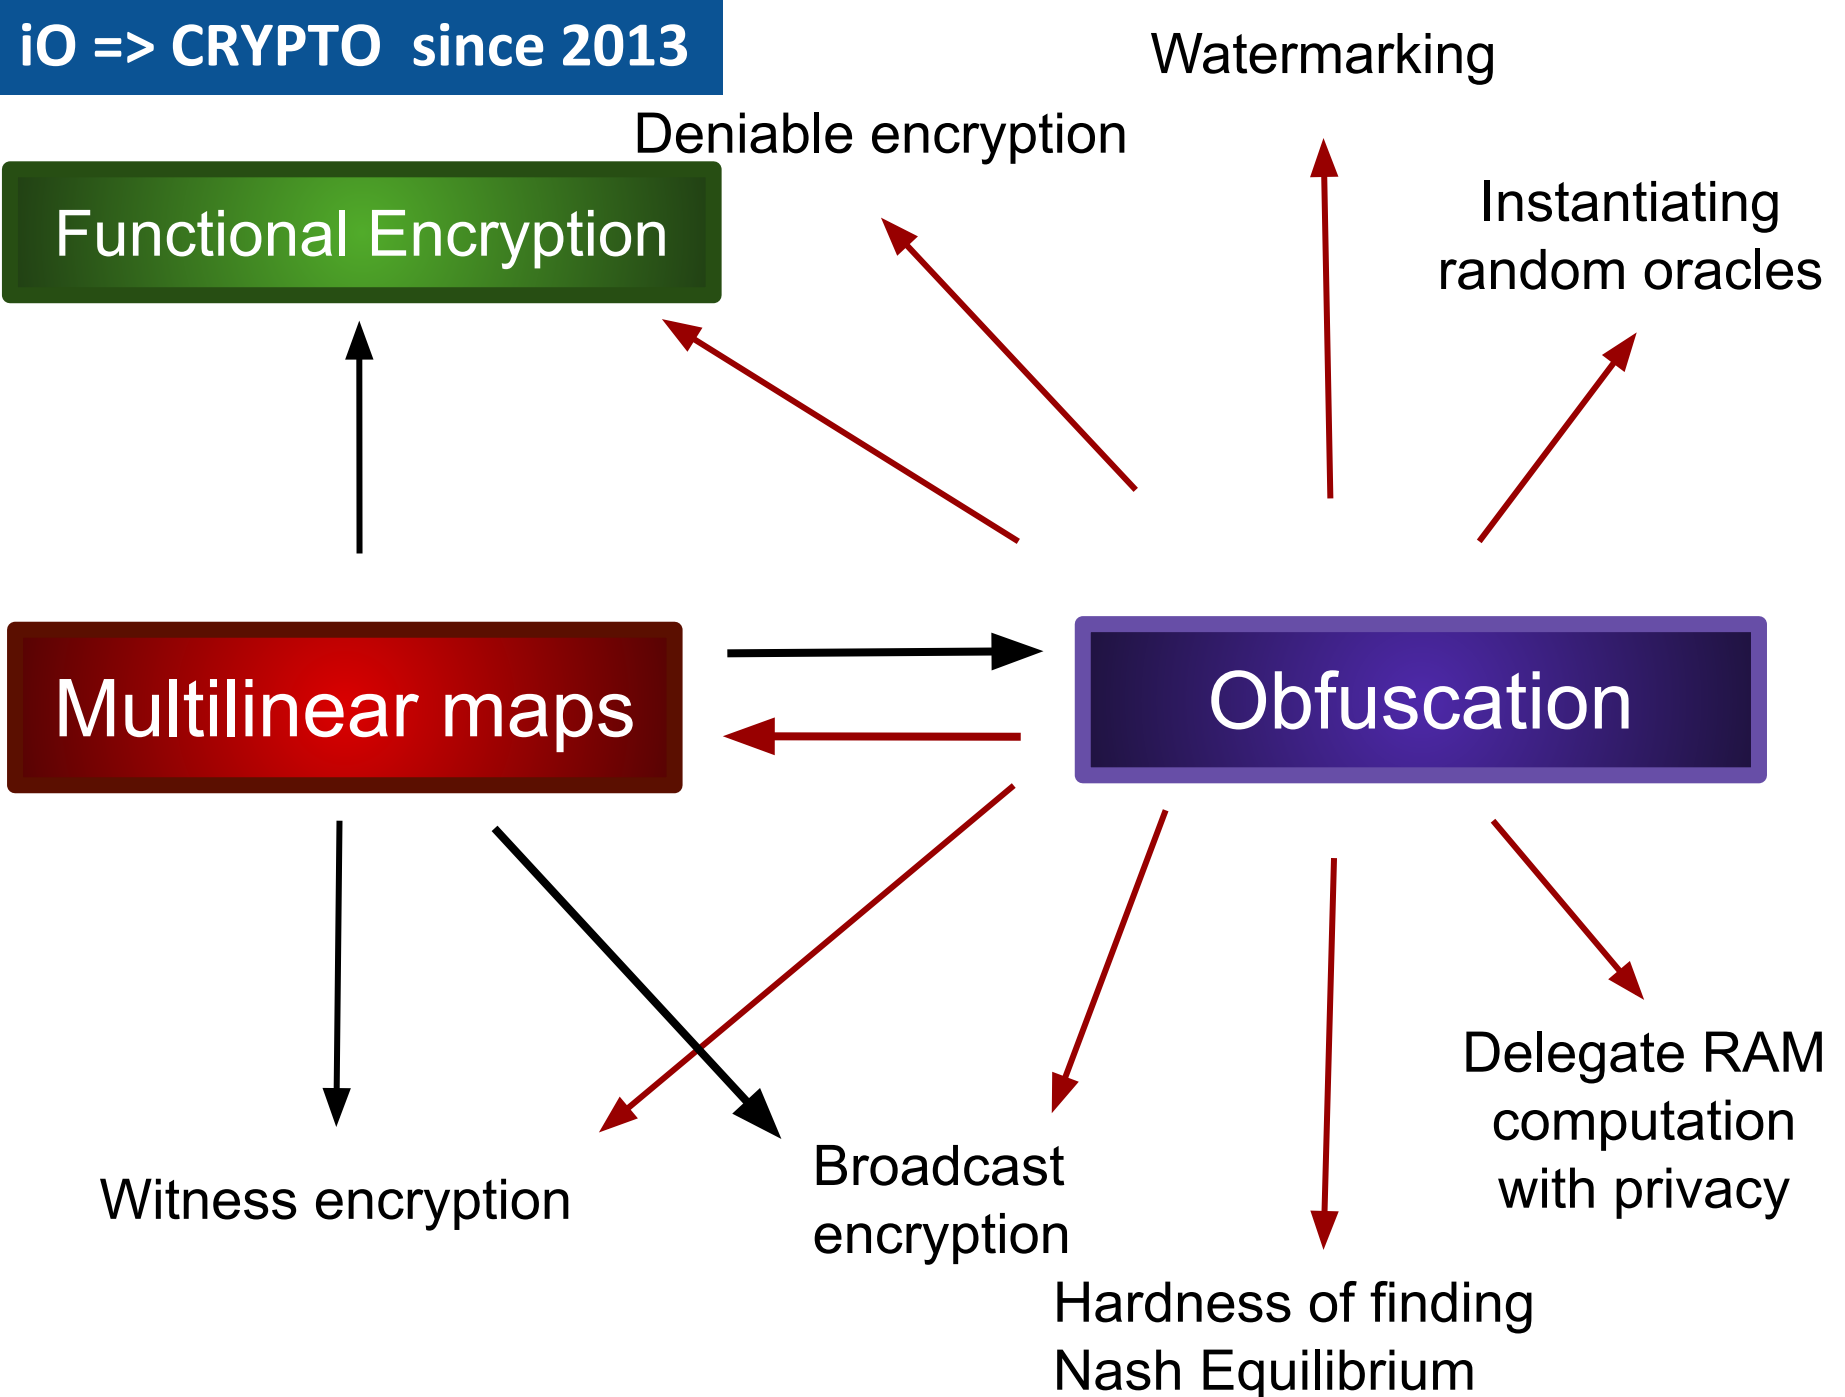 iO => CRYPTO since 2013
Watermarking
Deniable encryption
Functional Encryption
Instantiating
random oracles
Multilinear maps
Obfuscation
Witness encryption
Broadcast
encryption
Delegate RAM
computation
with privacy
Hardness of finding
Nash Equilibrium